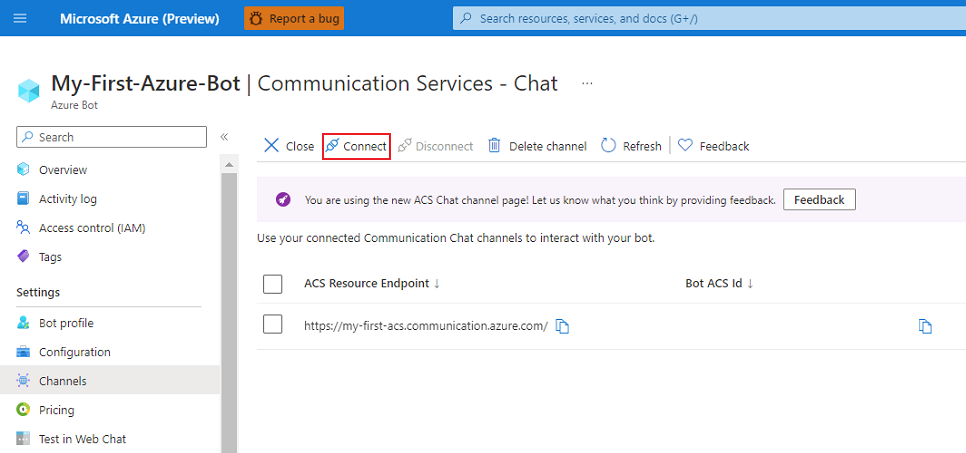 Microsoft Azure (Preview) Report a bug Search resources, services, and docs (G+/)
My-First-Azure-Bot | Communication Services - Chat ...
Azure Bot
Search «
Close Connect Disconnect Delete channel Refresh Feedback
Overview
Activity log
Access control (IAM)
Tags
Settings
Bot profile
Configuration
Channels
Pricing
Test in Web Chat
You are using the new ACS Chat channel page! Let us know what you think by providing feedback. Feedback
Use your connected Communication Chat channels to interact with your bot.
ACS Resource Endpoint ↓ Bot ACS Id ↓
https://my-first-acs.communication.azure.com/